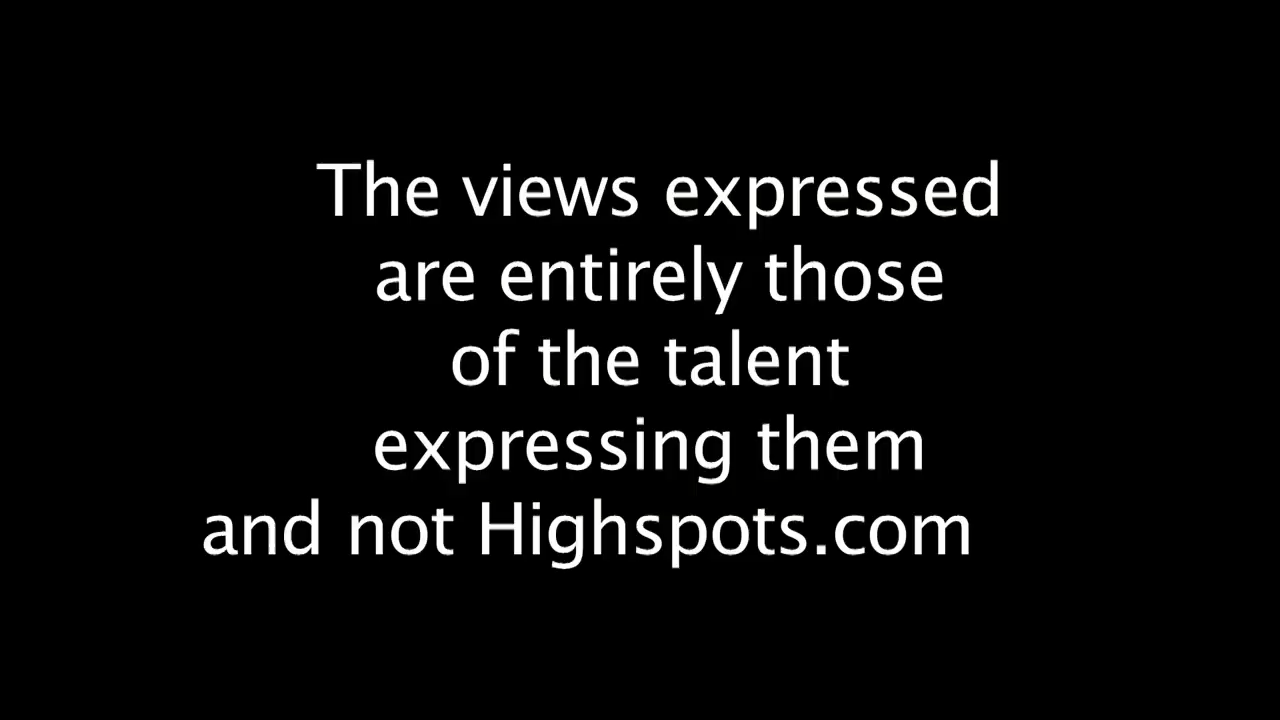 The views expressed
are entirely those
of the talent
expressing them
and not Highspots.com